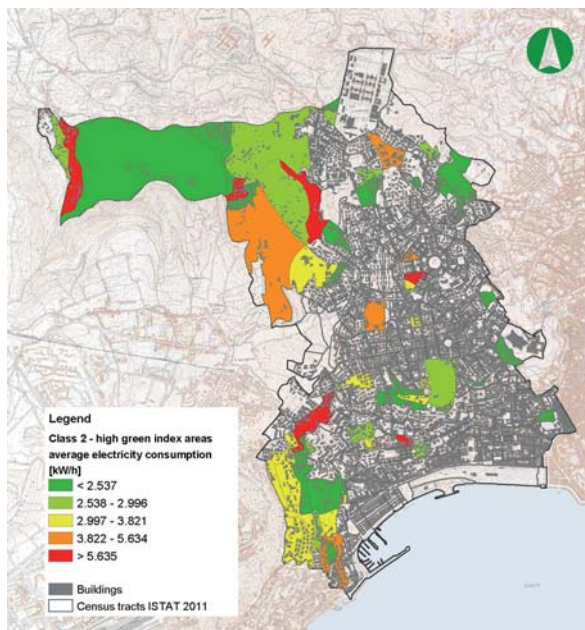 Legend
Class 2 - high green index areas
average electricity consumption
[kW/h]
< 2.537
2.538 - 2.996
2.997 - 3.821
3.822 - 5.634
> 5.635
Buildings
Census tracts ISTAT 2011